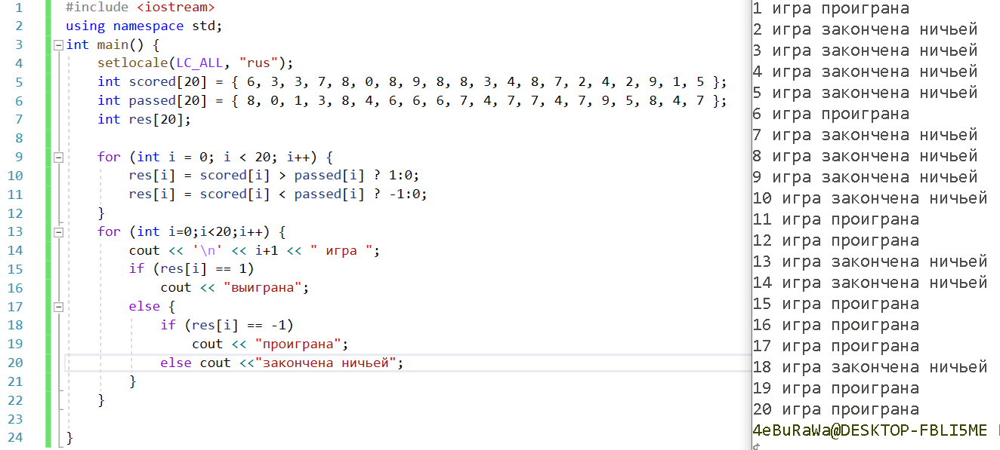 1 #include <iostream>
2 using namespace std;
3 int main() {
4 setlocale(LC_ALL, "rus");
5 int scored[20] = { 6, 3, 3, 7, 8, 0, 8, 9, 8, 8, 3, 4, 8, 7, 2, 4, 2, 9, 1, 5 };
6 int passed[20] = { 8, 0, 1, 3, 8, 4, 6, 6, 6, 7, 4, 7, 7, 4, 7, 9, 5, 8, 4, 7 };
7 int res[20];
8
9 for (int i = 0; i < 20; i++) {
10 res[i] = scored[i] > passed[i] ? 1:0;
11 res[i] = scored[i] < passed[i] ? -1:0;
12 }
13 for (int i=0;i<20;i++) {
14 cout << '\n' << i+1 << " игра ";
15 if (res[i] == 1)
16 cout << "выиграна";
17 else {
18 if (res[i] == -1)
19 cout << "проиграна";
20 else cout <<"закончена ничьей";
21 }
22 }
23
24 }
1 игра проиграна
2 игра закончена ничьей
3 игра закончена ничьей
4 игра закончена ничьей
5 игра закончена ничьей
6 игра проиграна
7 игра закончена ничьей
8 игра закончена ничьей
9 игра закончена ничьей
10 игра закончена ничьей
11 игра проиграна
12 игра проиграна
13 игра закончена ничьей
14 игра закончена ничьей
15 игра проиграна
16 игра проиграна
17 игра проиграна
18 игра закончена ничьей
19 игра проиграна
20 игра проиграна
4eBuRaWa@DESKTOP-FBLI5ME